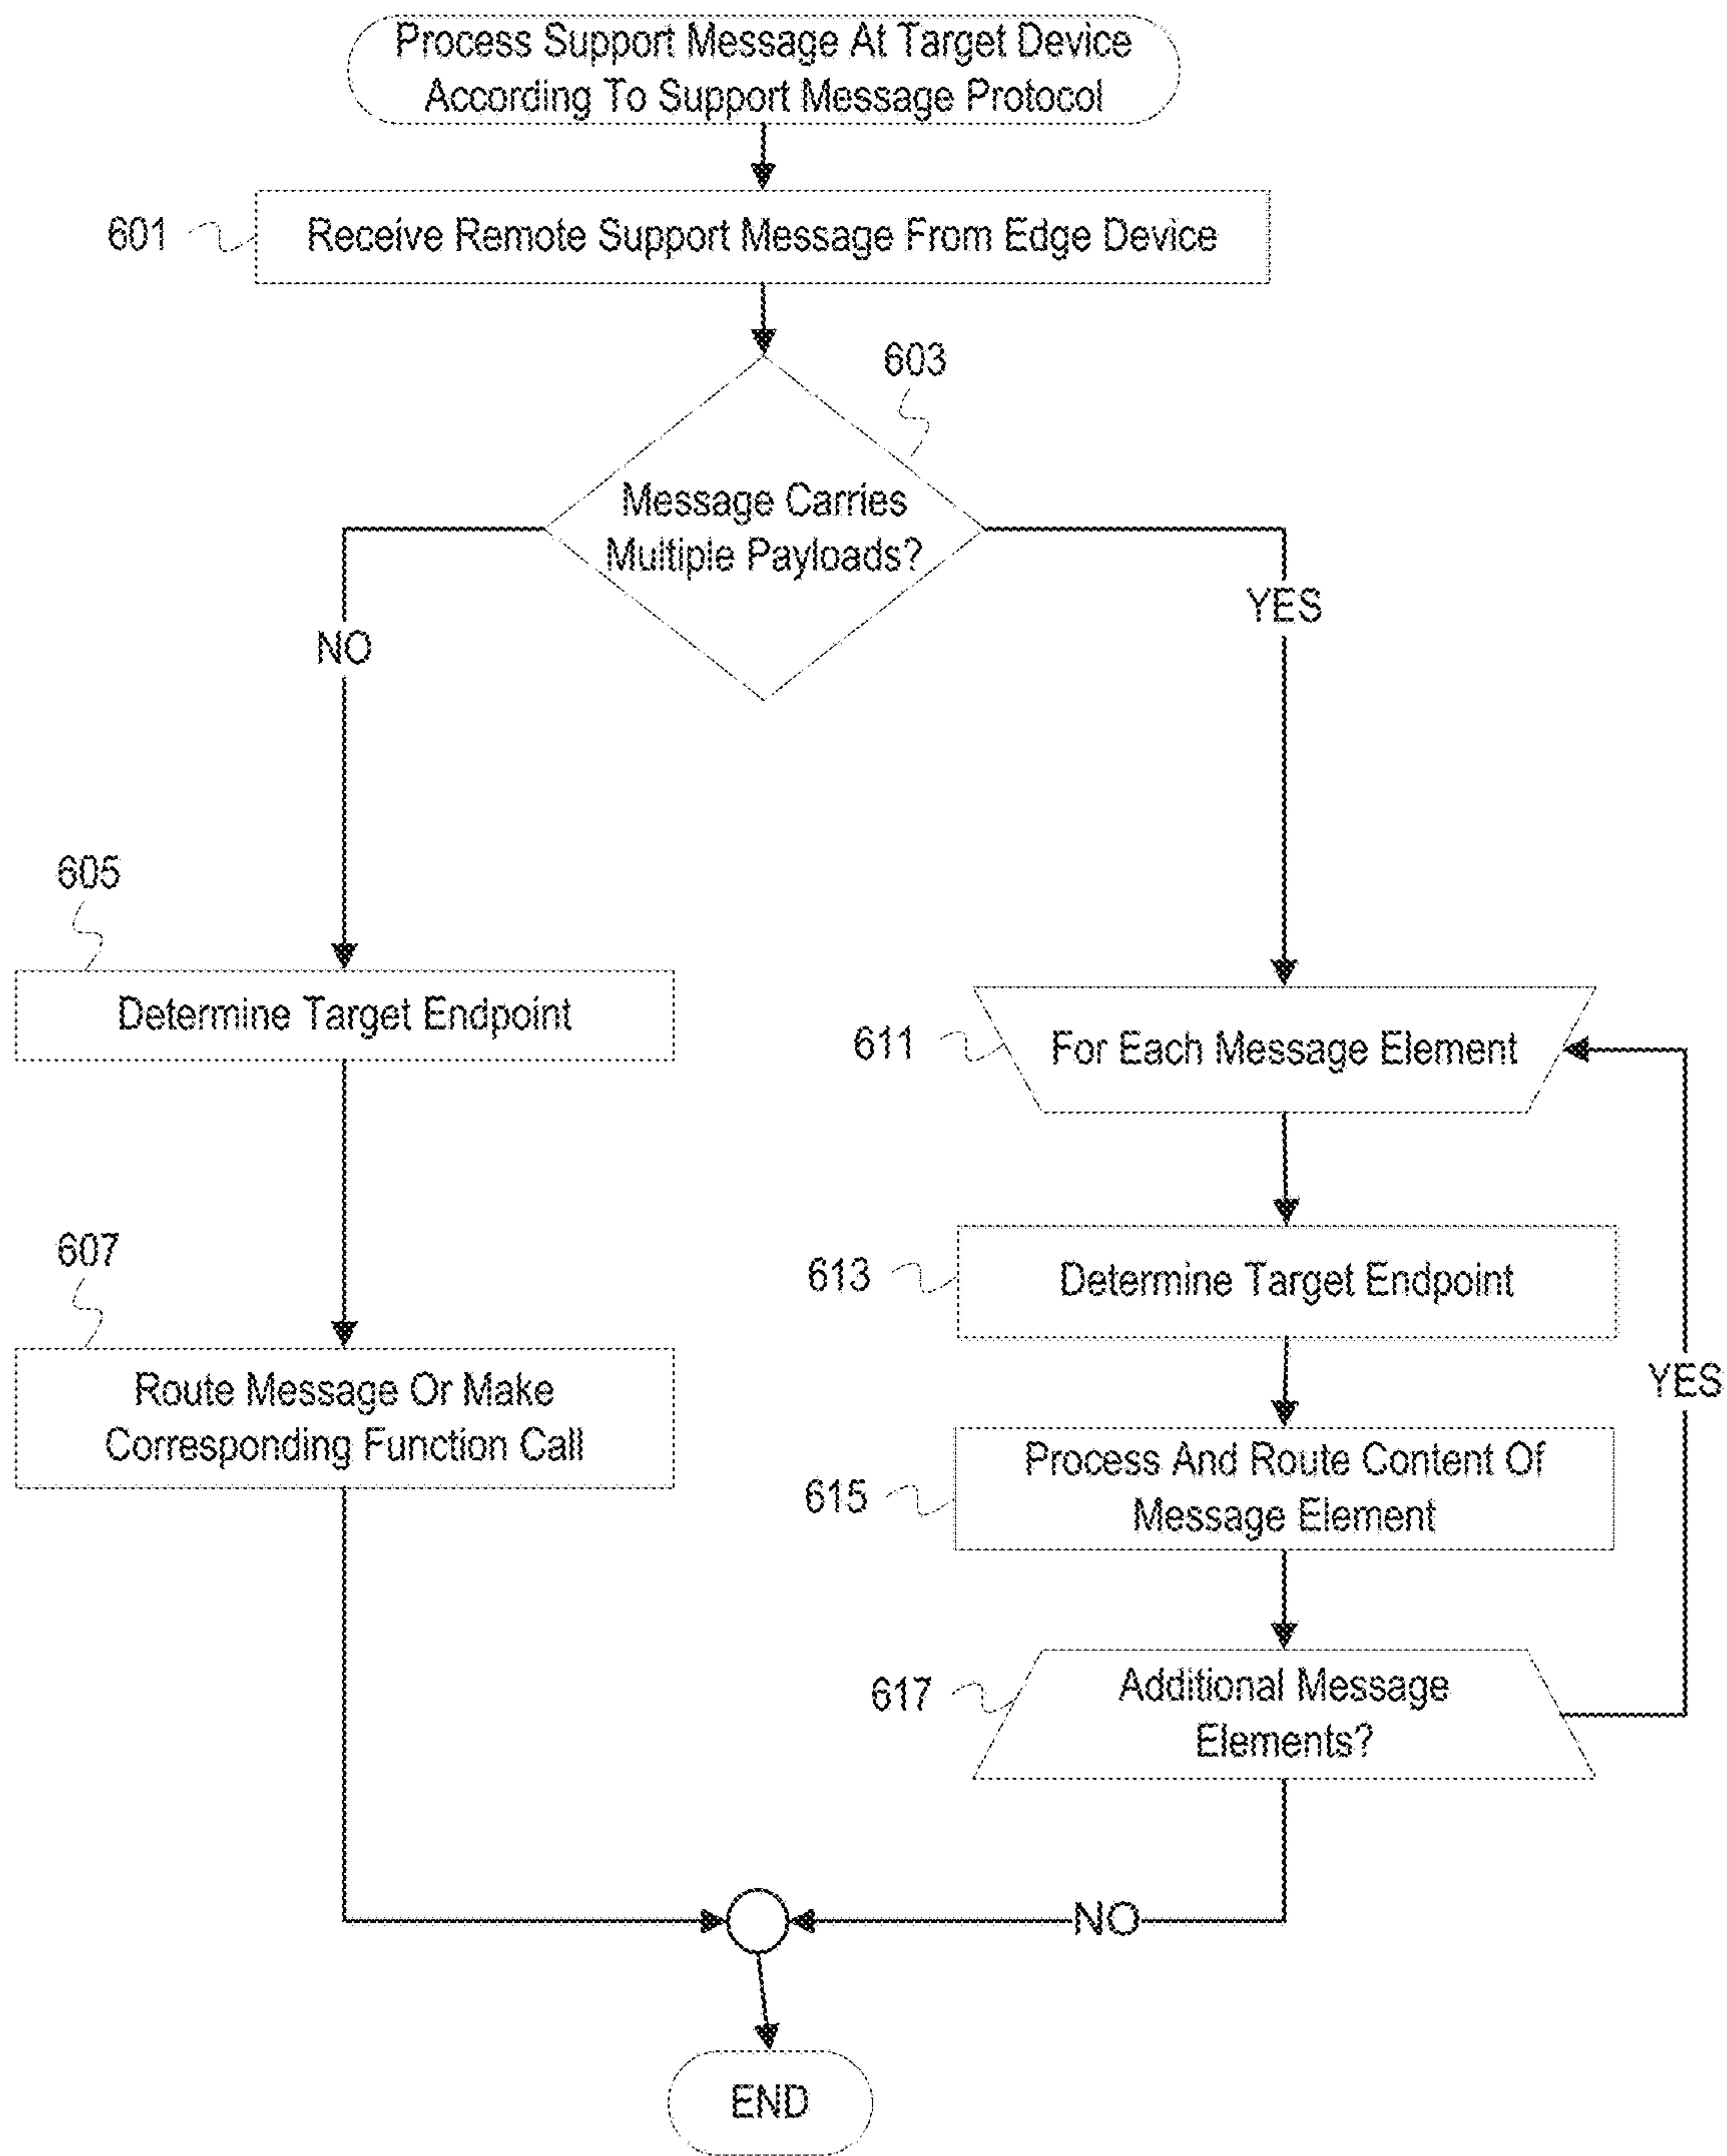 Process Support Message At Target Device
According To Support Message Protocol
601
Receive Remote Support Message From Edge Device
603
Message Carries
Multiple Payloads?
NO
YES
605
Determine Target Endpoint
607
Route Message Or Make
Corresponding Function Call
611
For Each Message Element
613
Determine Target Endpoint
615
Process And Route Content Of
Message Element
YES
617
Additional Message
Elements?
NO
END